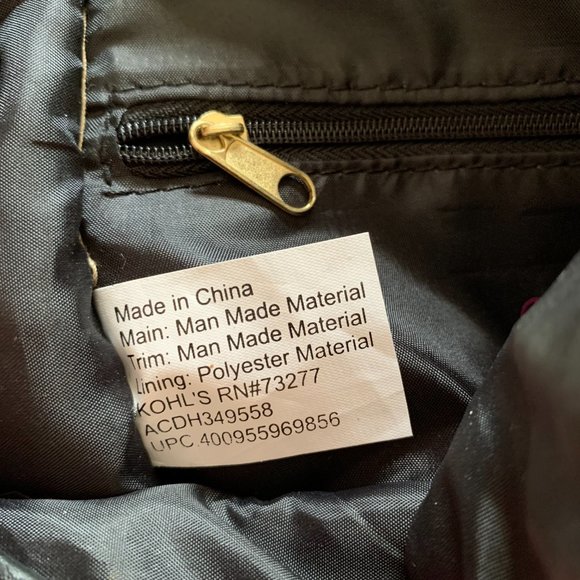 Made in China
Main: Man Made Material
Trim: Man Made Material
Lining: Polyester Material
KOHL'S RN#73277
ACDH349558
UPC 400955969856